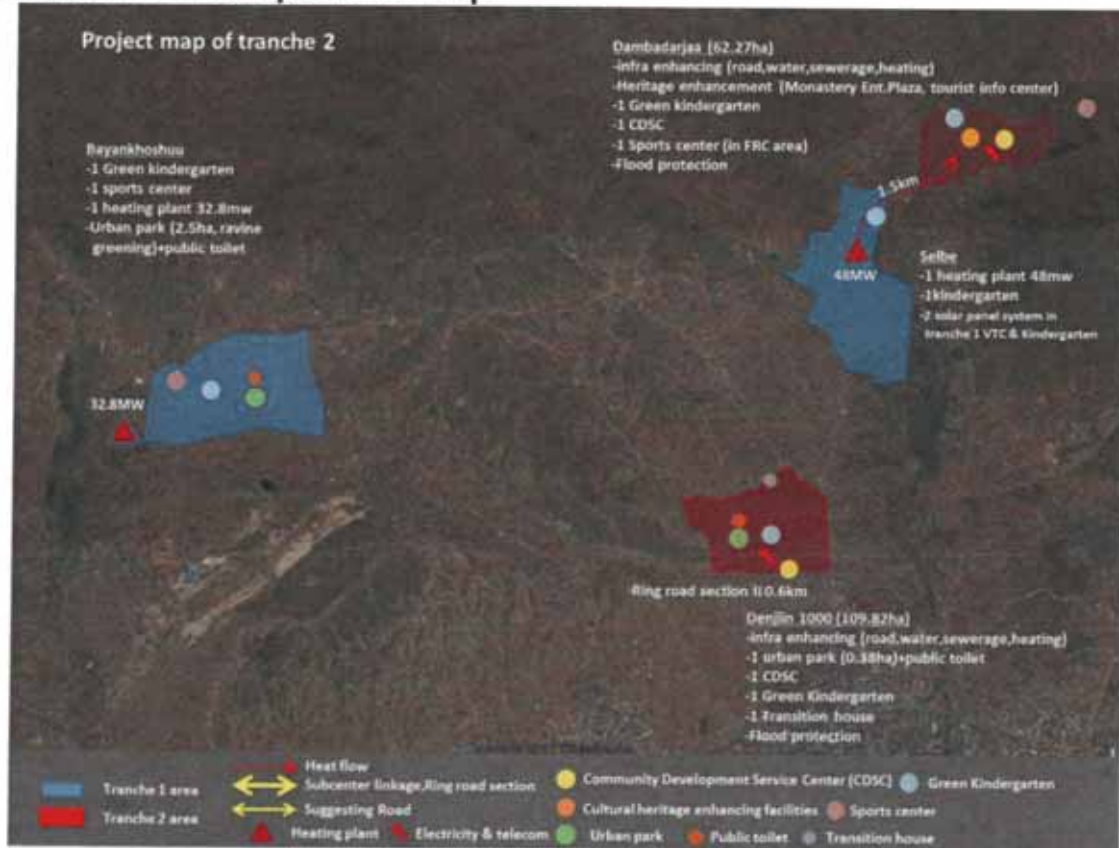 Project map of tranche 2
Dambadarjaa (62.27ha)
-infra enhancing (road,water,sewerage,heating)
-Heritage enhancement (Monastery Ent.Plaza, tourist info center)
-1 Green kindergarten
-1 CDSC
-1 Sports center (in FRC area)
-Flood protection
Bayankhoshuu
-1 Green kindergarten
-1 sports center
-1 heating plant 32.8mw
-Urban park (2.5ha, ravine
greening)+public toilet
1.5km
48MW
Selbe
-1 heating plant 48mw
-1kindergarten
-2 solar panel system in
tranche 1 VTC & Kindergarten
32.8MW
-Ring road section II 0.6km
Denjiin 1000 (109.82ha)
-infra enhancing (road,water,sewerage,heating)
-1 urban park (0.38ha)+public toilet
-1 CDSC
-1 Green Kindergarten
-1 Transition house
-Flood protection
Tranche 1 area
Tranche 2 area
Heat flow
Subcenter linkage,Ring road section
Suggesting Road
Heating plant
Electricity & telecom
Community Development Service Center (CDSC)
Green Kindergarten
Cultural heritage enhancing facilities
Sports center
Urban park
Public toilet
Transition house